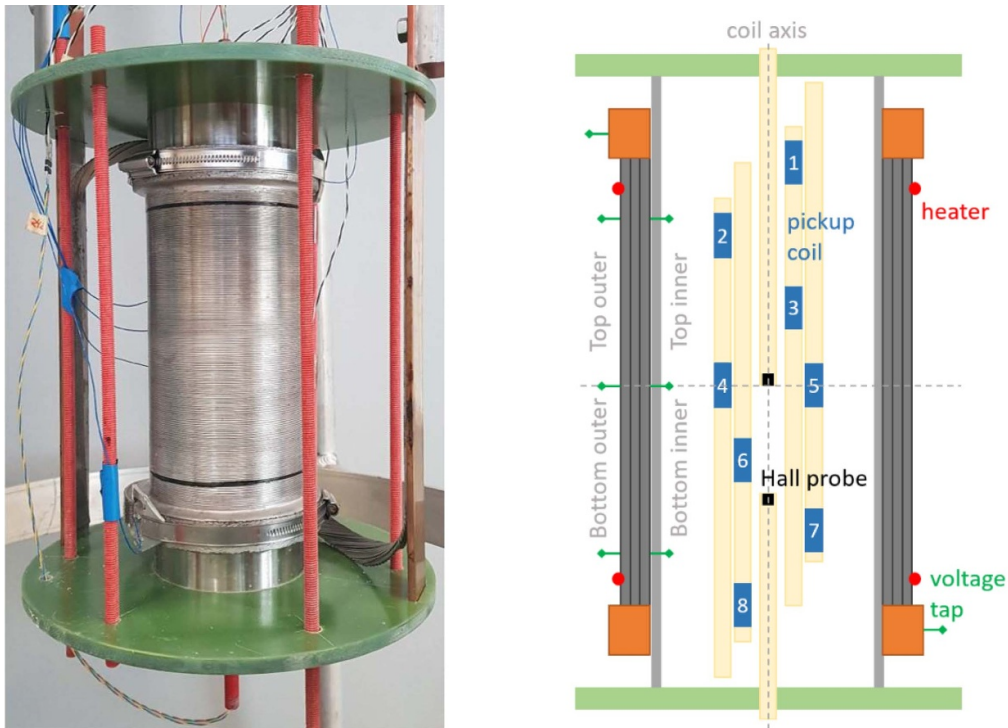 coil axis
1
heater
2
pickup
coil
Top outer
Top inner
3
4
5
Bottom outer
Bottom inner
6
Hall probe
7
voltage
tap
8